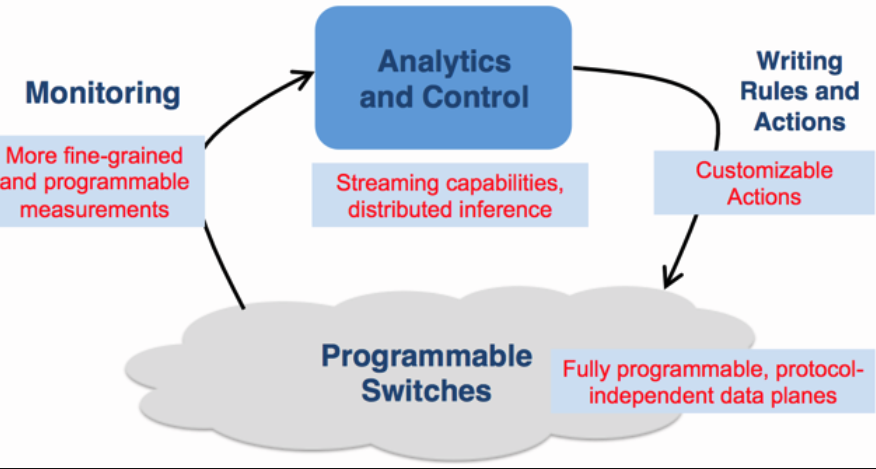 Analytics
and Control
Monitoring
Writing
Rules and
Actions
More fine-grained
and programmable
measurements
Streaming capabilities,
distributed inference
Customizable
Actions
Programmable
Switches
Fully programmable, protocol-
independent data planes